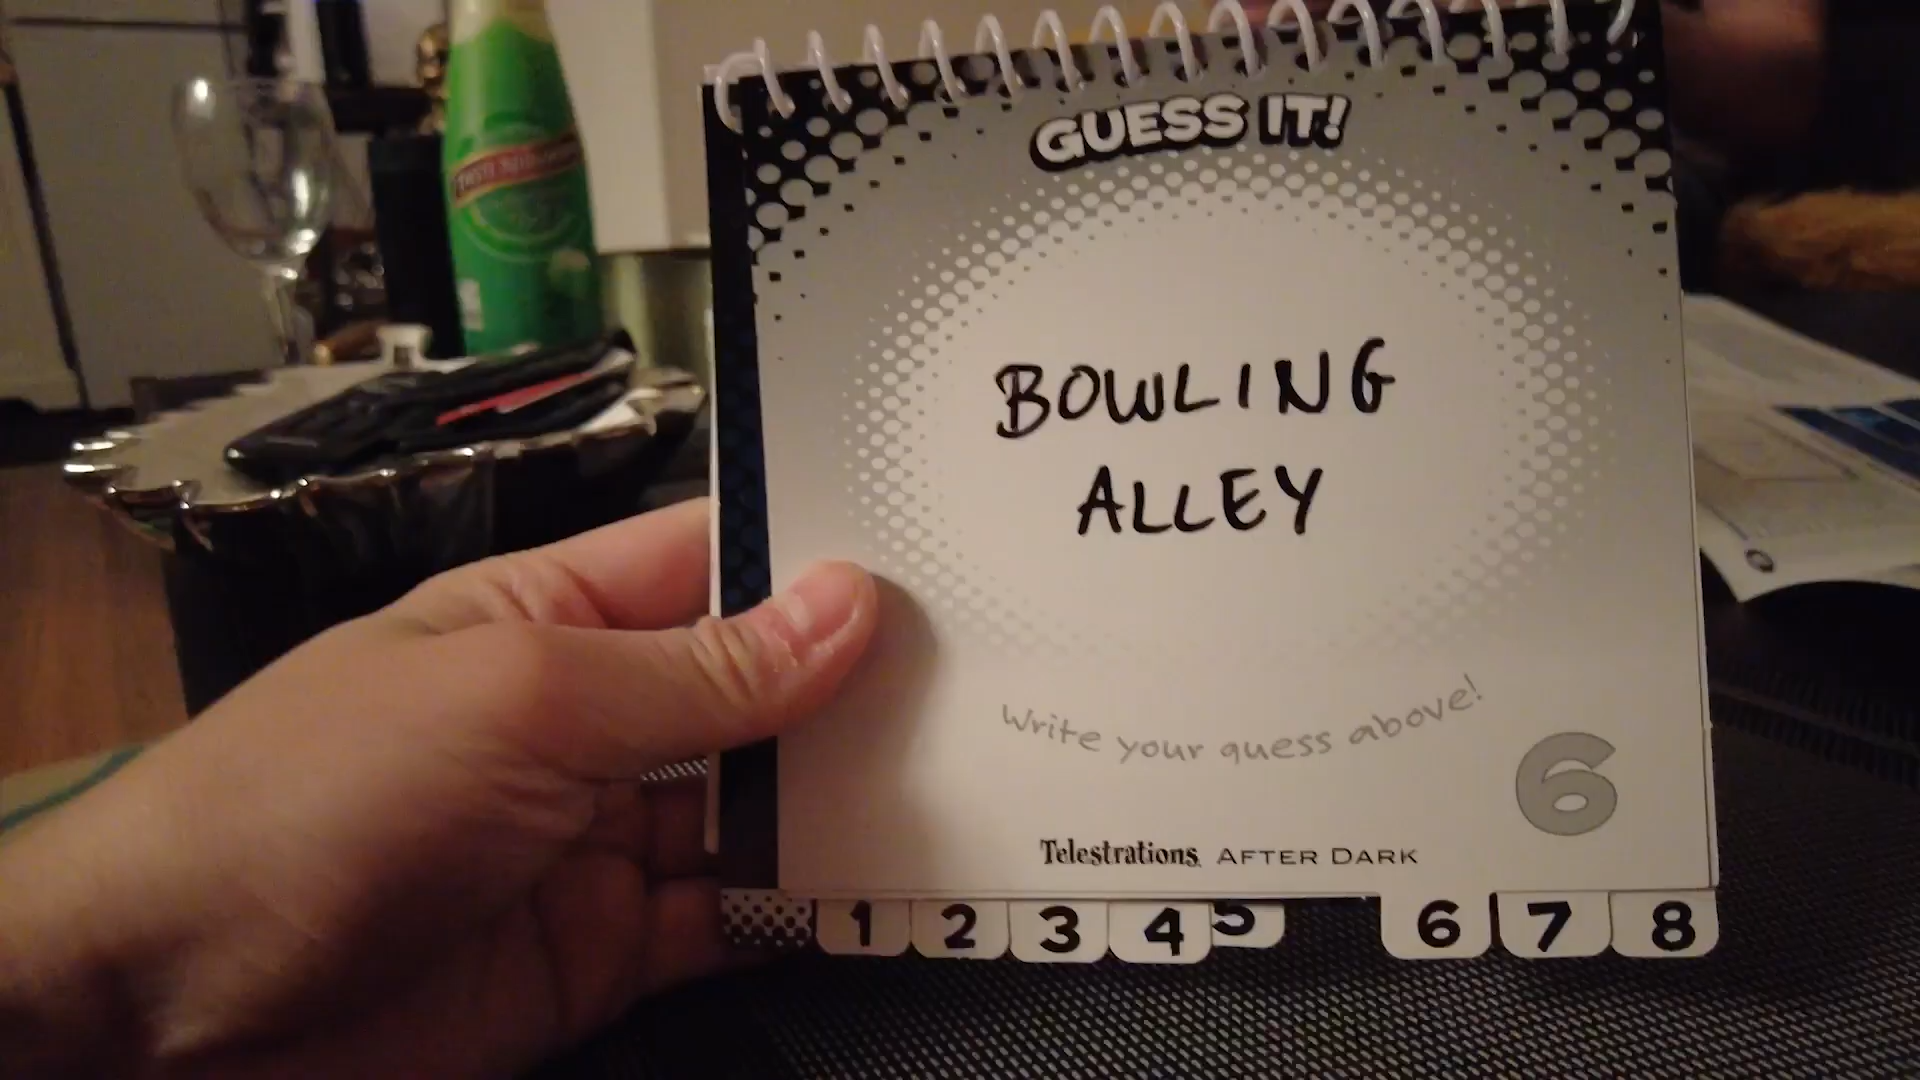 GUESS IT!
BOWLING
ALLEY
Write your guess above!
6
Telestrations AFTER DARK
1 2 3 4 5 6 7 8